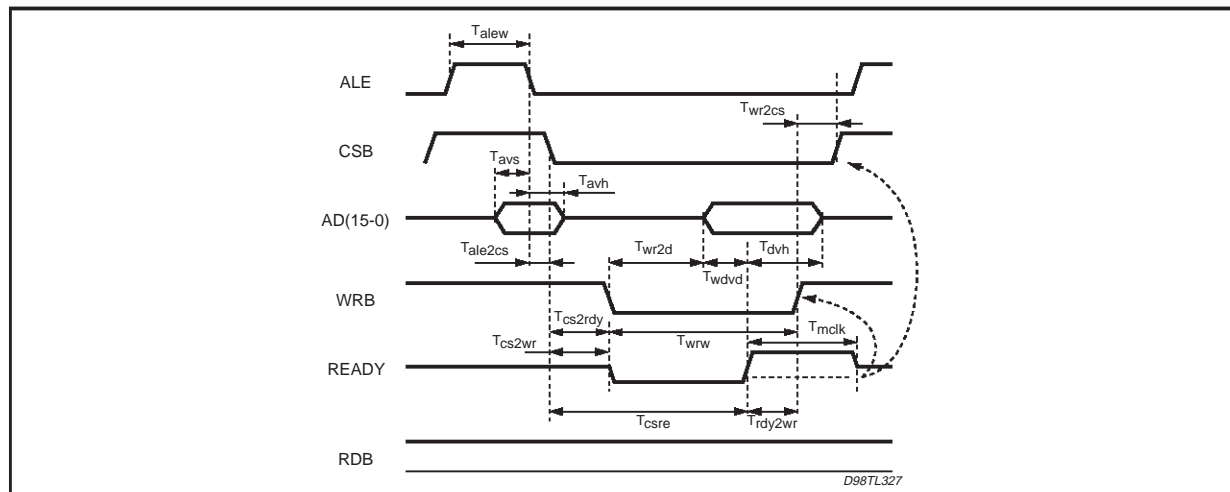 Talew
ALE
Twr2cs
CSB
Tavs
Tavh
AD(15-0)
Tale2cs
Twr2d
Tdvh
Twdvd
WRB
Tcs2rdy
Tmclk
Tcs2wr
Twrw
READY
Tcsre
Trdy2wr
RDB
D98TL327